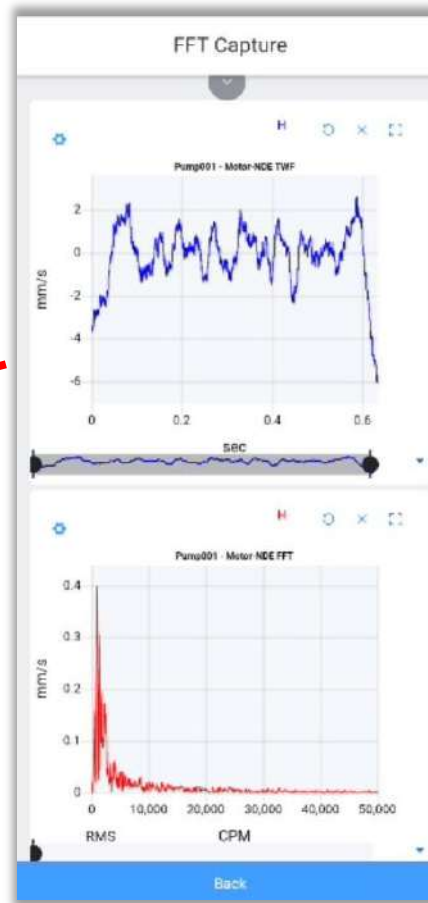 FFT Capture
H
Pump001 - Motor-NDE TWF
mm/s
2
0
-2
-4
-6
0 0.2 0.4 0.6
sec
H
Pump001 - Motor-NDE FFT
mm/s
0.4
0.3
0.2
0.1
0
0 10,000 20,000 30,000 40,000 50,000
RMS CPM
Back